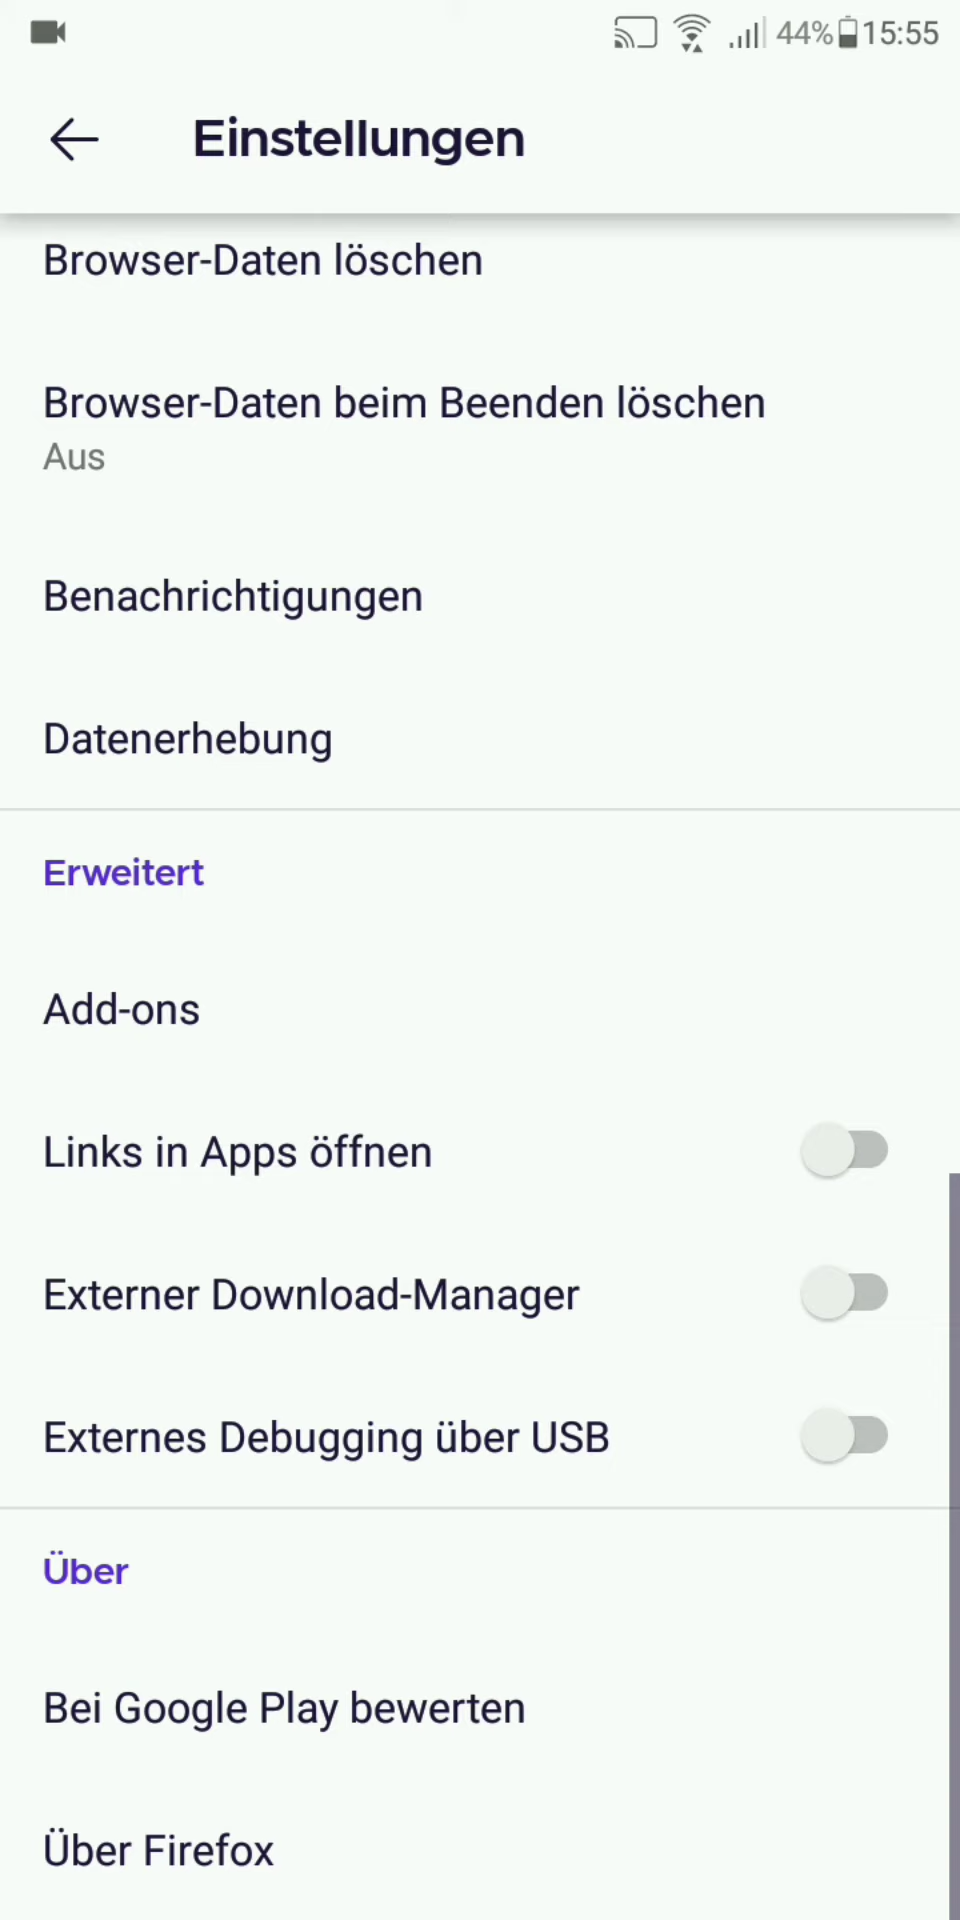 44% 15:55
Einstellungen
Browser-Daten löschen
Browser-Daten beim Beenden löschen
Aus
Benachrichtigungen
Datenerhebung
Erweitert
Add-ons
Links in Apps öffnen
Externer Download-Manager
Externes Debugging über USB
Über
Bei Google Play bewerten
Über Firefox